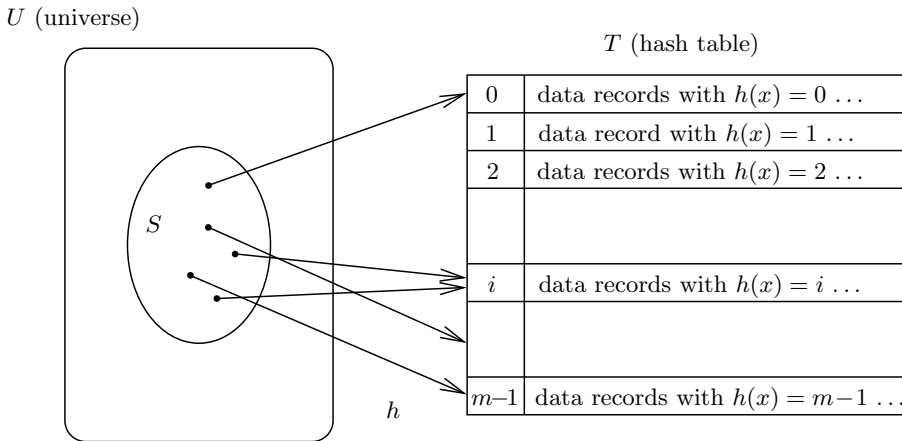 U (universe)
T (hash table)
0 data records with h(x) = 0 …
1 data record with h(x) = 1 …
2 data records with h(x) = 2 …
S
i data records with h(x) = i …
m−1 data records with h(x) = m−1 …
h